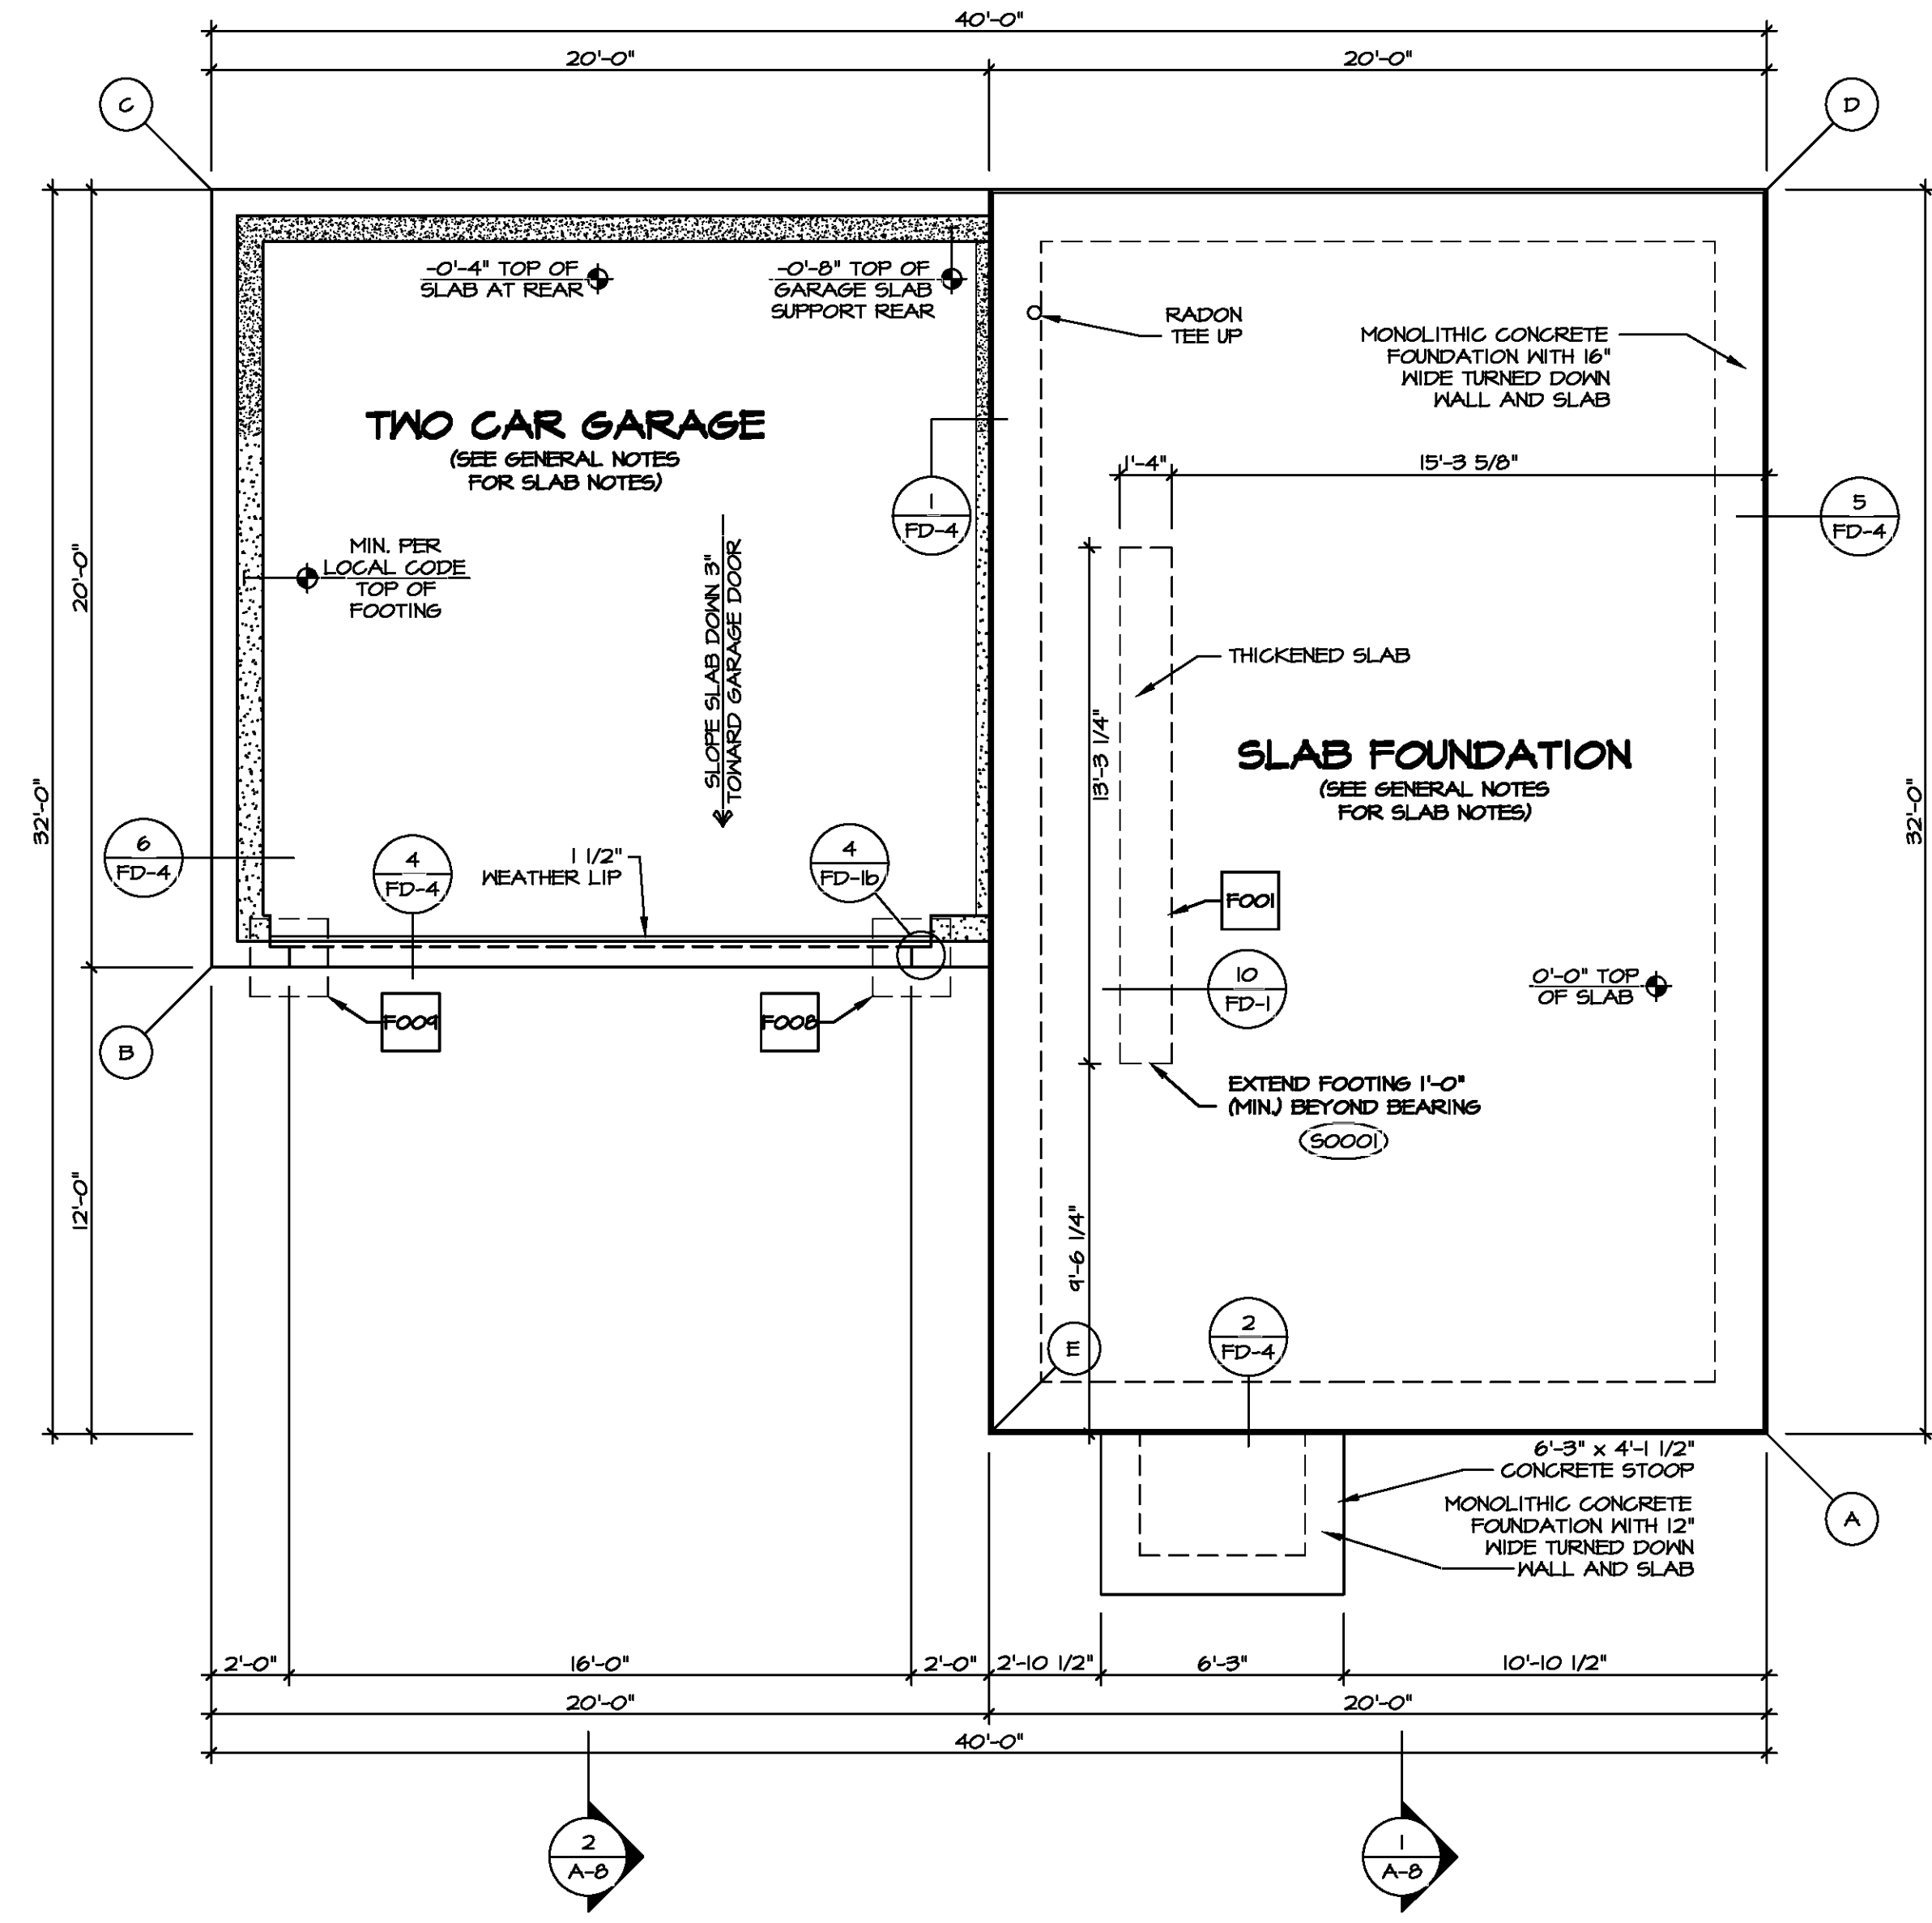 40'-0"
20'-0"
20'-0"
C
D
-0'-4" TOP OF
SLAB AT REAR
-0'-8" TOP OF
GARAGE SLAB
SUPPORT REAR
RADON
TEE UP
MONOLITHIC CONCRETE
FOUNDATION WITH 16"
WIDE TURNED DOWN
WALL AND SLAB
TWO CAR GARAGE
(SEE GENERAL NOTES
FOR SLAB NOTES)
1'-4"
15'-3 5/8"
1
FD-4
5
FD-4
MIN. PER
LOCAL CODE
TOP OF
FOOTING
20'-0"
SLOPE SLAB DOWN 3"
TOWARD GARAGE DOOR
THICKENED SLAB
13'-3 1/4"
SLAB FOUNDATION
(SEE GENERAL NOTES
FOR SLAB NOTES)
32'-0"
32'-0"
6
FD-4
4
FD-4
1 1/2"
WEATHER LIP
4
FD-1b
F001
10
FD-1
0'-0" TOP
OF SLAB
F009
F008
B
EXTEND FOOTING 1'-0"
(MIN.) BEYOND BEARING
S0001
12'-0"
9'-6 1/4"
E
2
FD-4
6'-3" x 4'-1 1/2"
CONCRETE STOOP
MONOLITHIC CONCRETE
FOUNDATION WITH 12"
WIDE TURNED DOWN
WALL AND SLAB
A
2'-0"
16'-0"
2'-0"
2'-10 1/2"
6'-3"
10'-10 1/2"
20'-0"
20'-0"
40'-0"
2
A-8
1
A-8